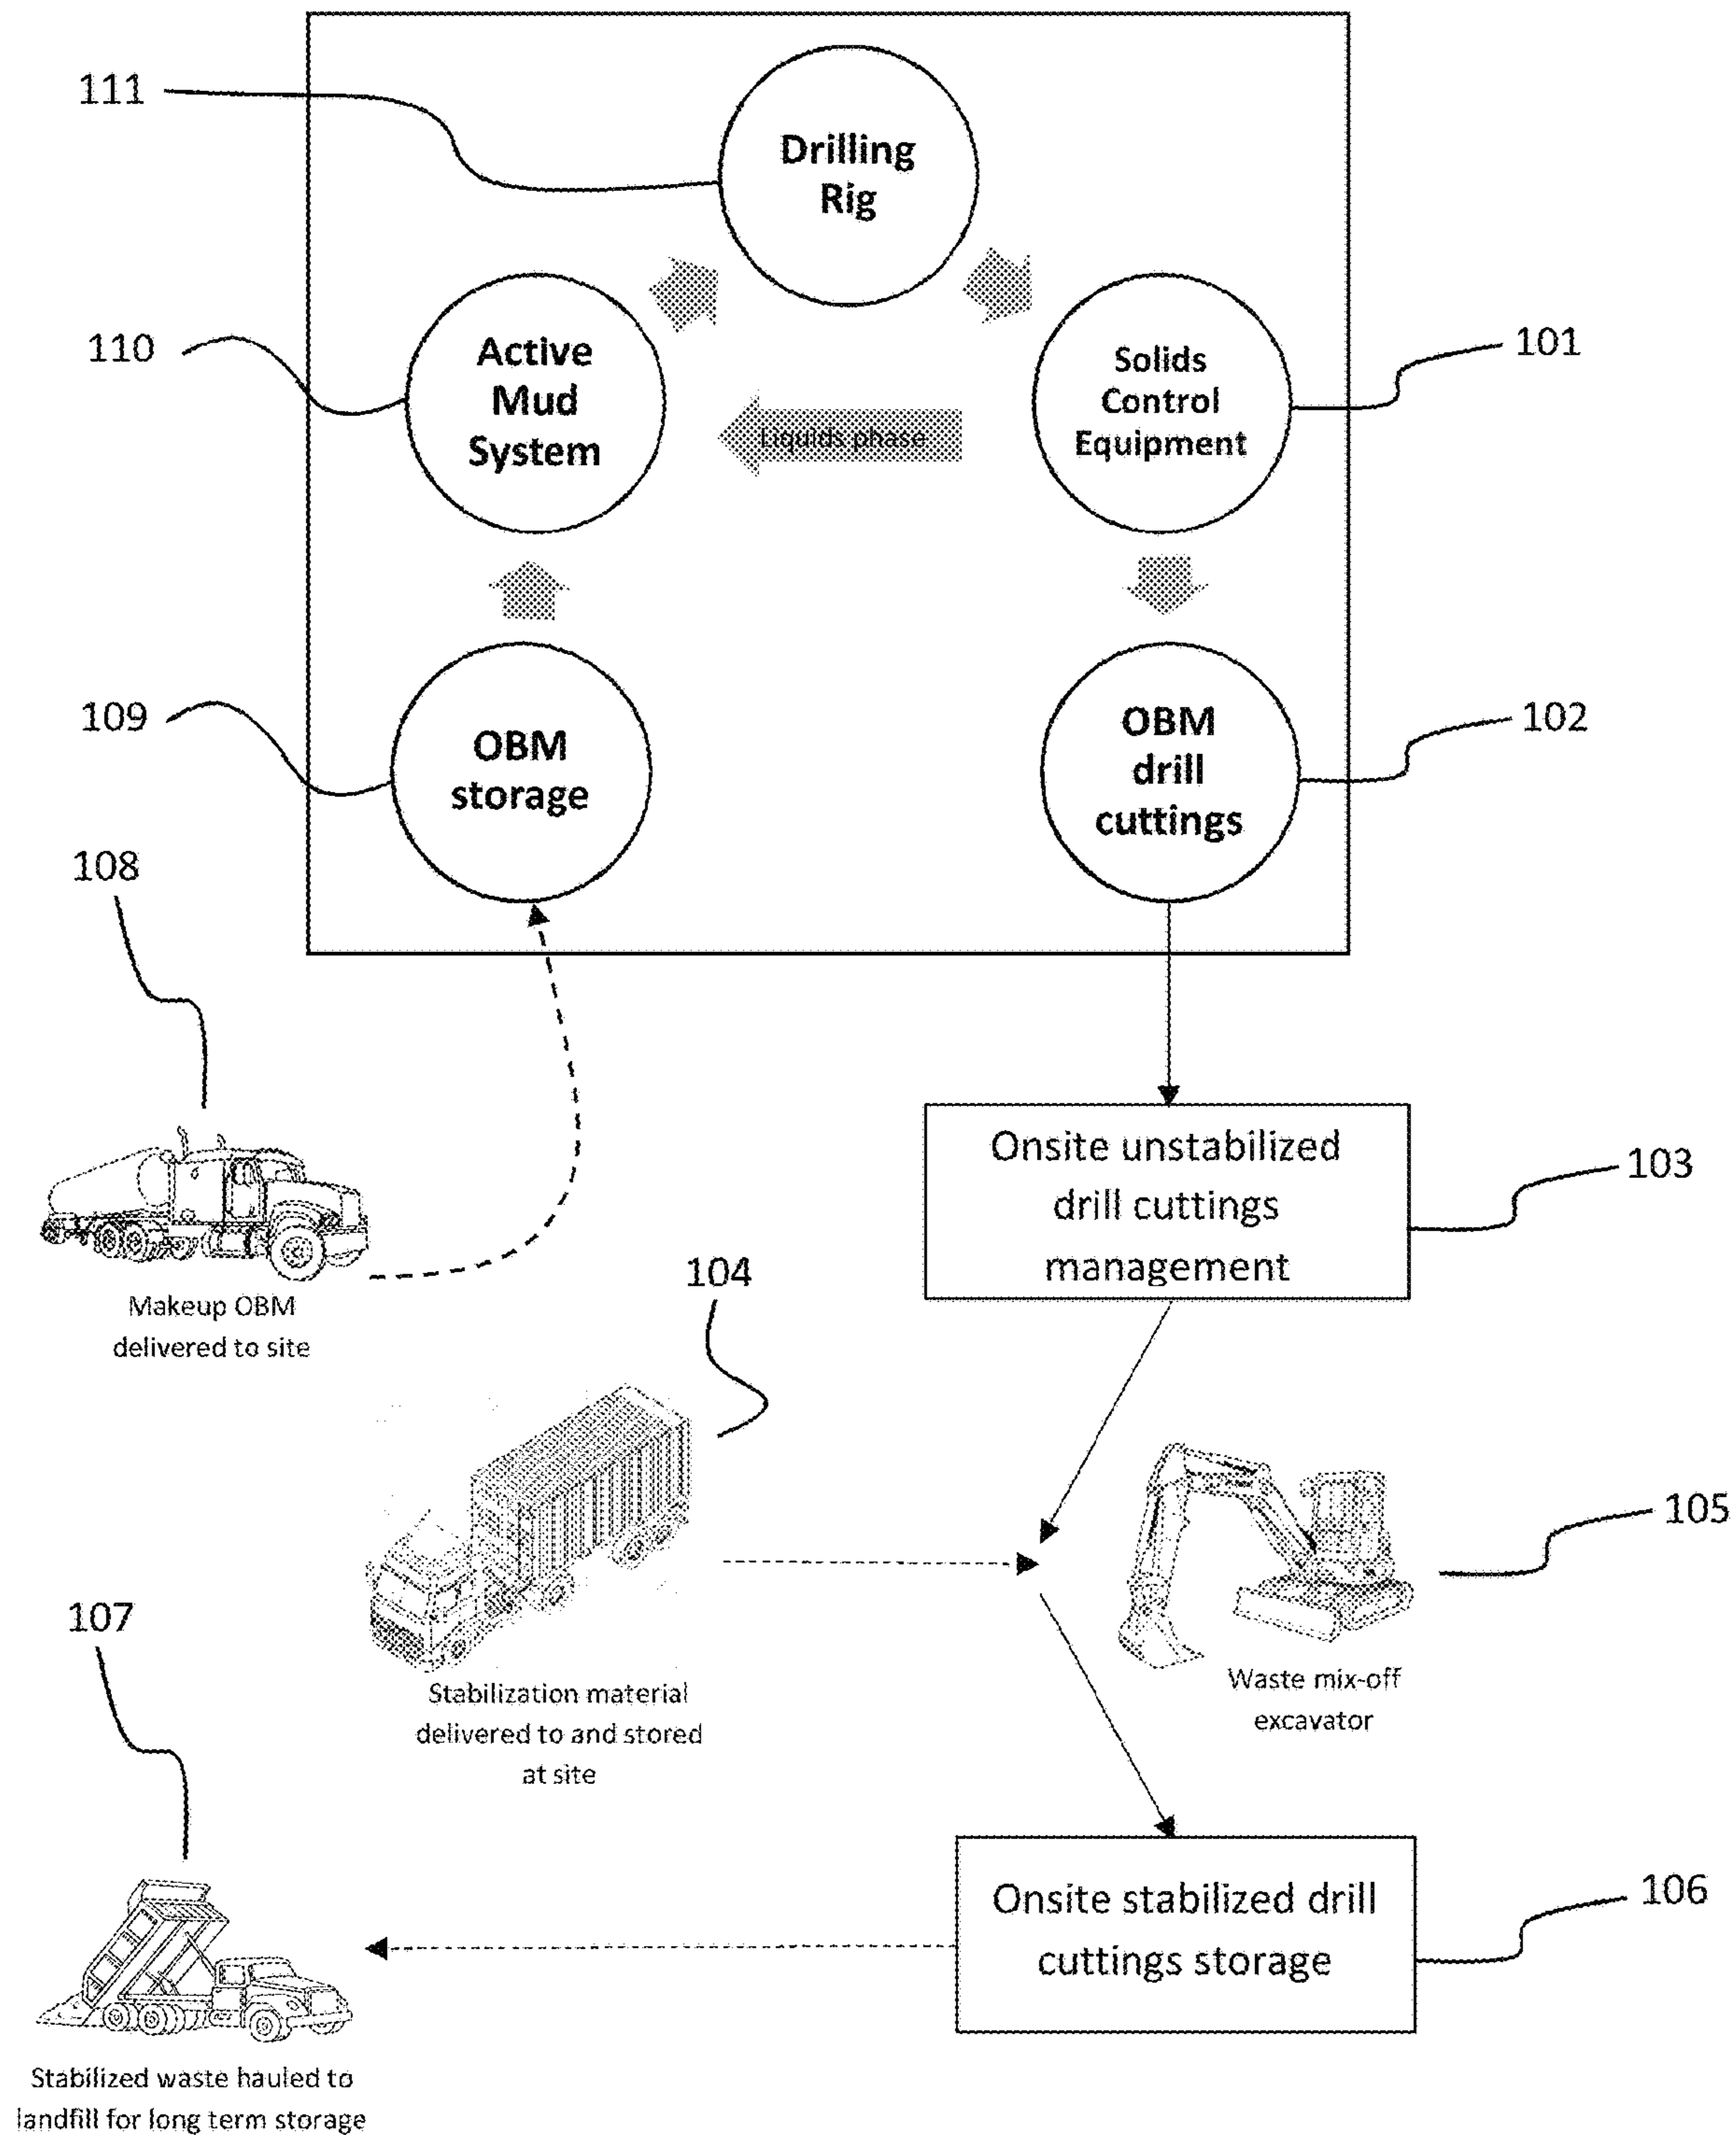 111
Drilling
Rig
110
Active
Mud
System
Liquids phase
Solids
Control
Equipment
101
109
OBM
storage
OBM
drill
cuttings
102
108
Makeup OBM
delivered to site
Onsite unstabilized
drill cuttings
management
103
104
Stabilization material
delivered to and stored
at site
105
Waste mix-off
excavator
107
Stabilized waste hauled to
landfill for long term storage
Onsite stabilized drill
cuttings storage
106